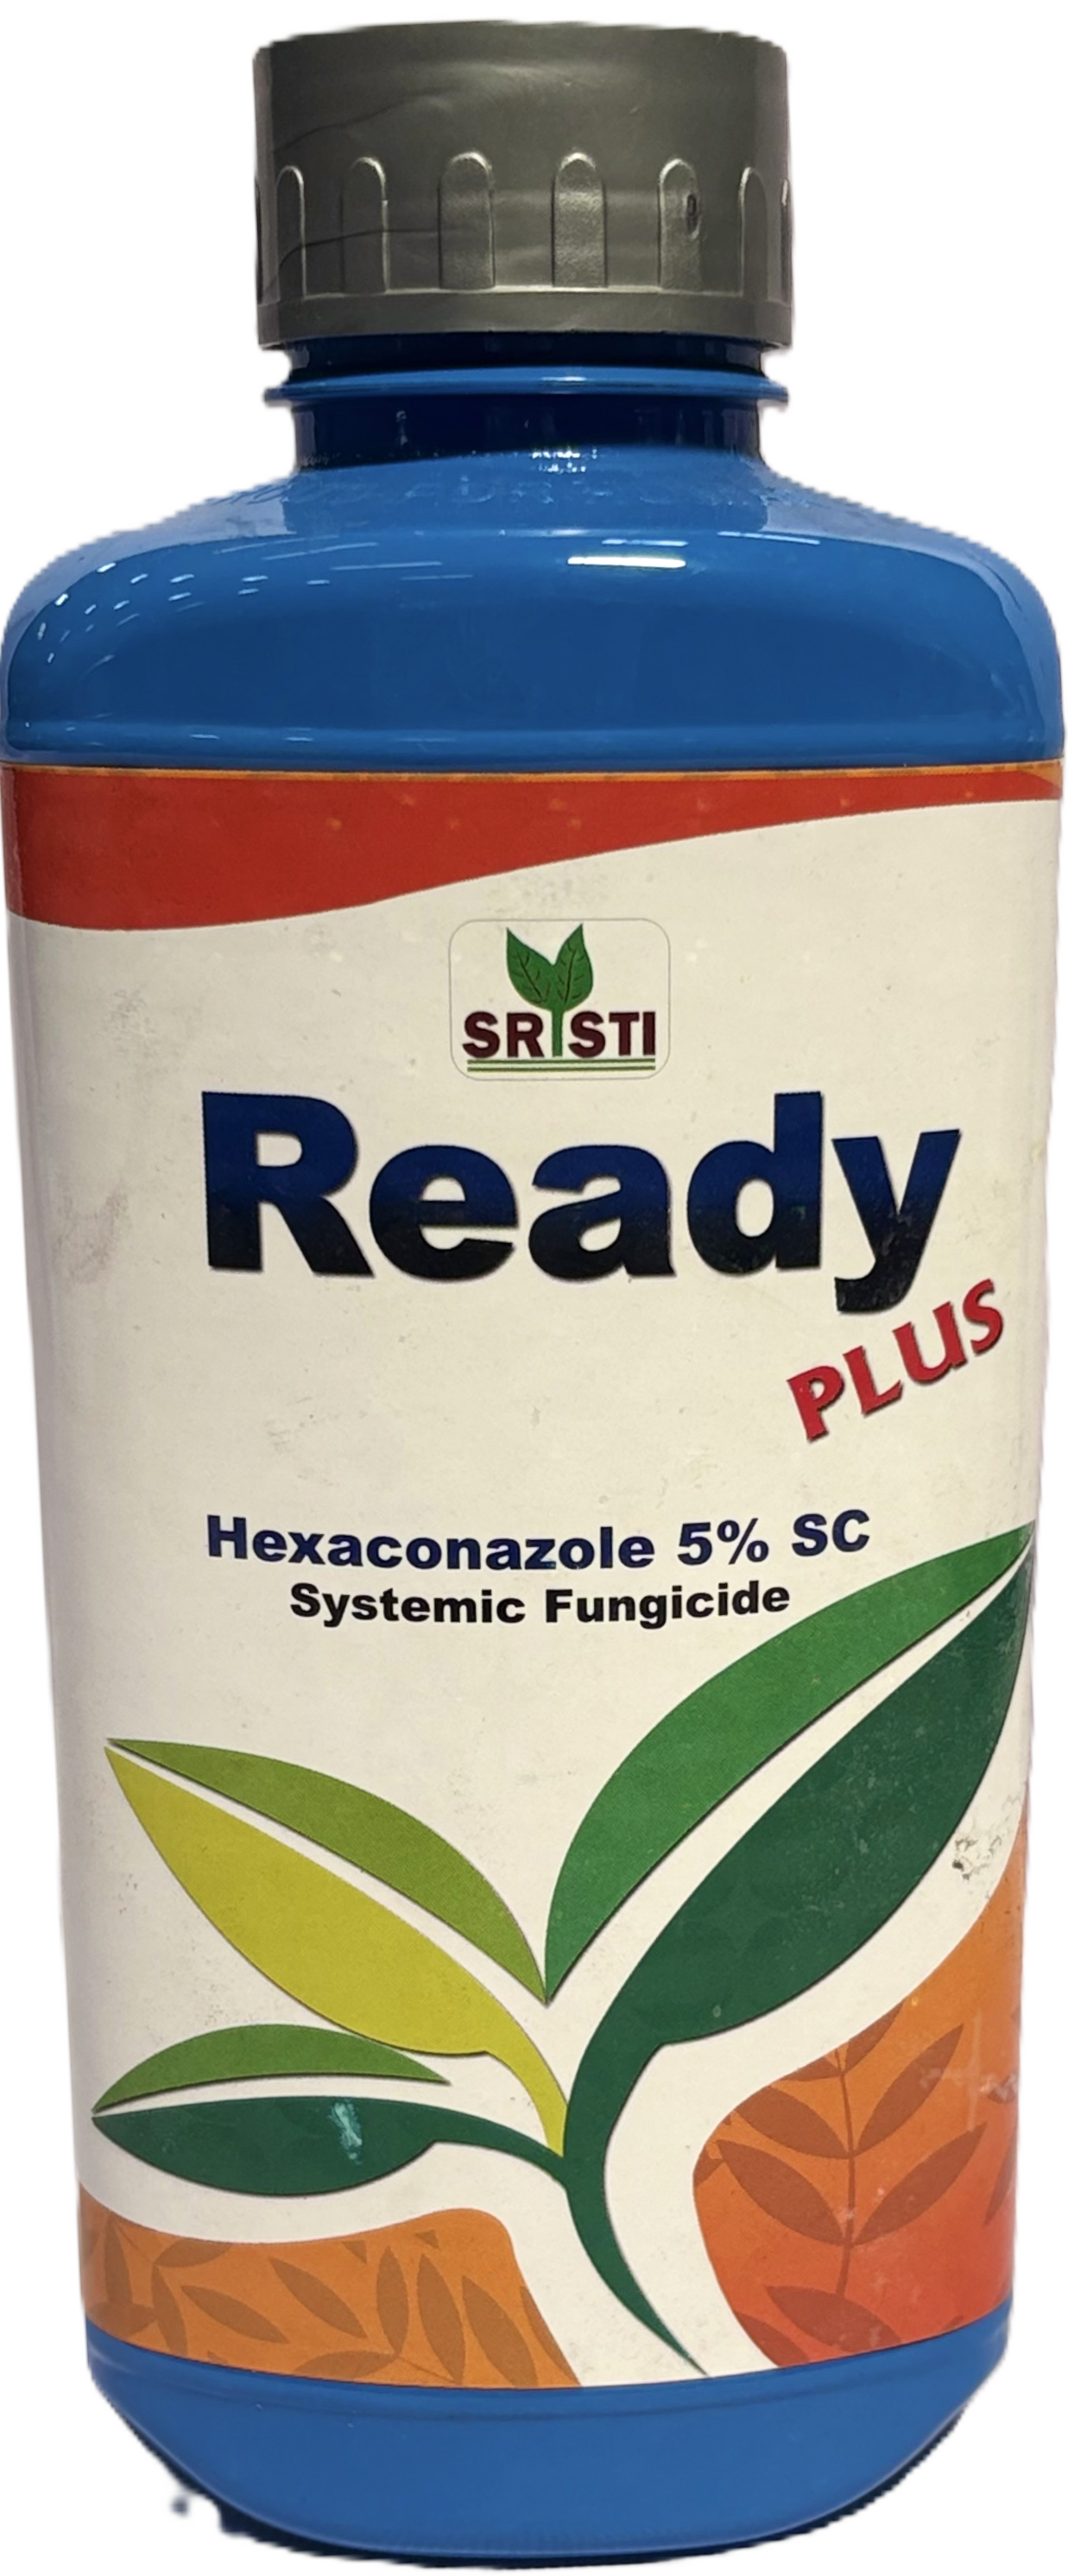 SRISTI
Ready
PLUS
Hexaconazole 5% SC
Systemic Fungicide